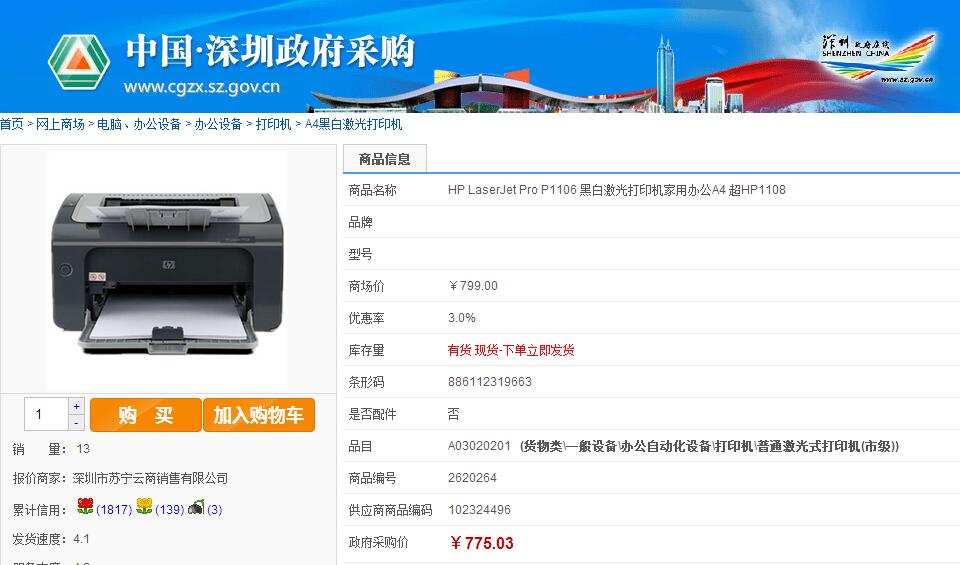 中国·深圳政府采购
www.cgzx.sz.gov.cn
深圳 政府在线
SHENZHEN CHINA
www.sz.gov.cn
首页 > 网上商场 > 电脑、办公设备 > 办公设备 > 打印机 > A4黑白激光打印机
商品信息
商品名称 HP LaserJet Pro P1106 黑白激光打印机家用办公A4 超HP1108
品牌
型号
商场价 ￥799.00
优惠率 3.0%
库存量 有货 现货-下单立即发货
条形码 886112319663
是否配件 否
品目 A03020201 (货物类\一般设备\办公自动化设备\打印机\普通激光式打印机(市级))
商品编号 2620264
供应商商品编码 102324496
政府采购价 ￥775.03
hp
1 + -
购 买 加入购物车
销 量： 13
报价商家： 深圳市苏宁云商销售有限公司
累计信用： (1817) (139) (3)
发货速度： 4.1